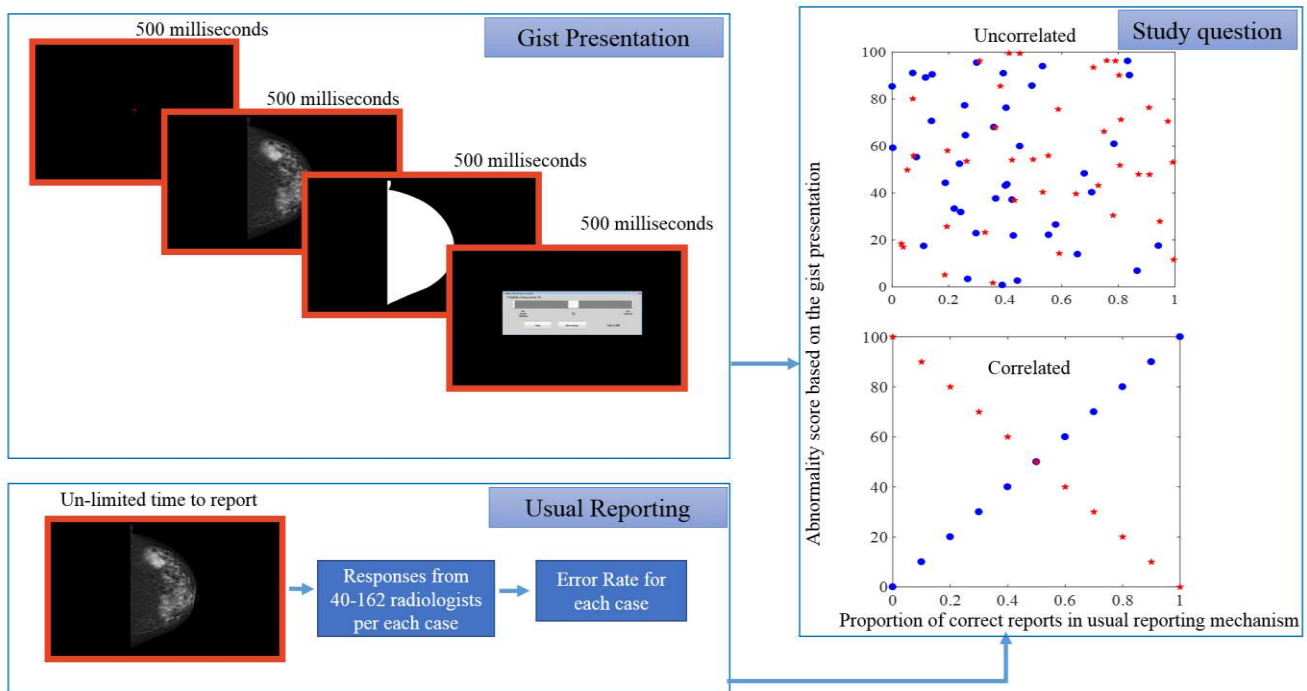 Gist Presentation
500 milliseconds
500 milliseconds
500 milliseconds
500 milliseconds
Usual Reporting
Un-limited time to report
Responses from
40-162 radiologists
per each case
Error Rate for
each case
Study question
Uncorrelated
100
80
60
40
20
0
0 0.2 0.4 0.6 0.8 1
Correlated
100
80
60
40
20
0
0 0.2 0.4 0.6 0.8 1
Abnormality score based on the gist presentation
Proportion of correct reports in usual reporting mechanism